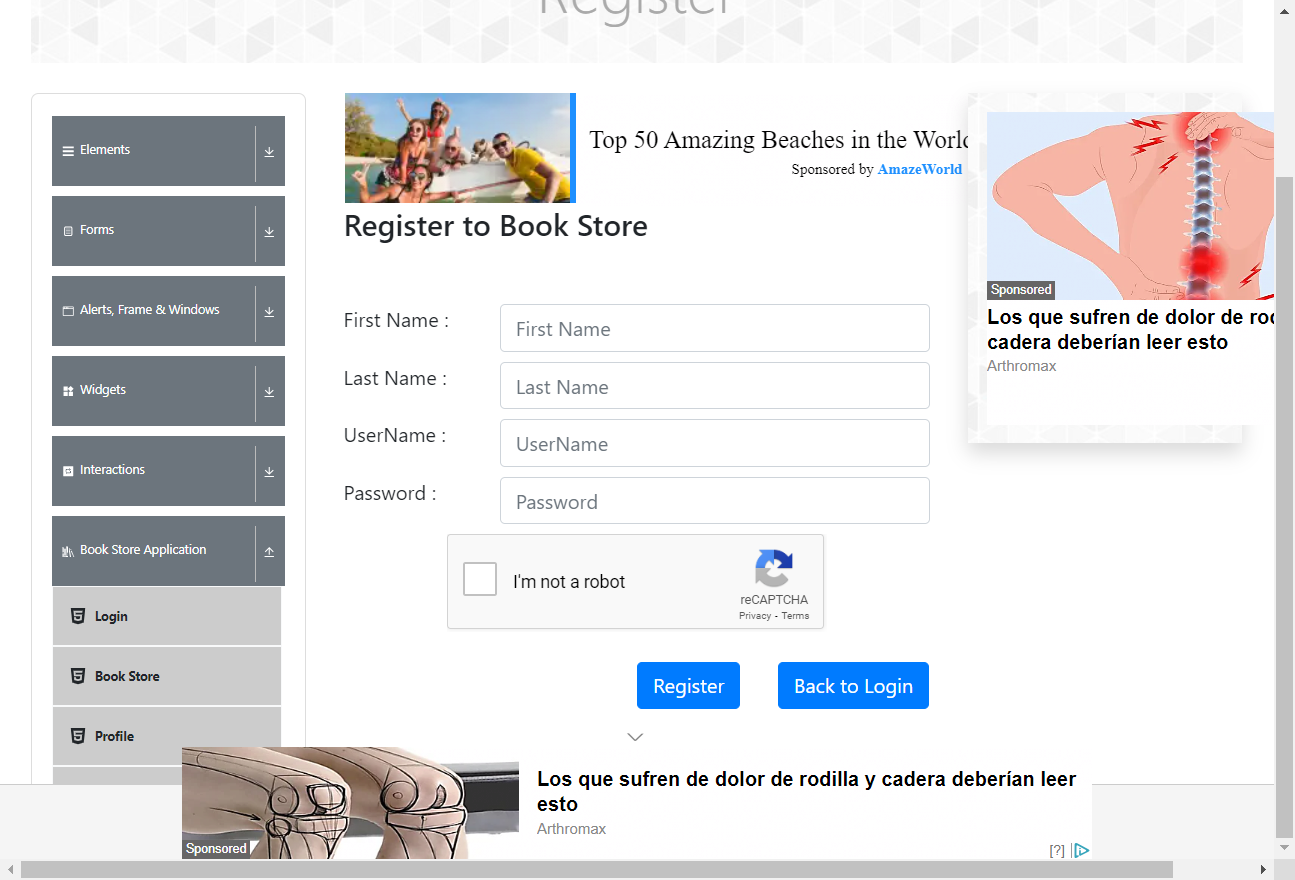 Register
Elements
Forms
Alerts, Frame & Windows
Widgets
Interactions
Book Store Application
Login
Book Store
Profile
Top 50 Amazing Beaches in the World
Sponsored by AmazeWorld
Register to Book Store
First Name :
First Name
Last Name :
Last Name
UserName :
UserName
Password :
Password
I'm not a robot
reCAPTCHA
Privacy - Terms
Register
Back to Login
Sponsored
Los que sufren de dolor de
cadera deberían leer esto
Arthromax
Sponsored
Los que sufren de dolor de rodilla y cadera deberían leer
esto
Arthromax
[?]